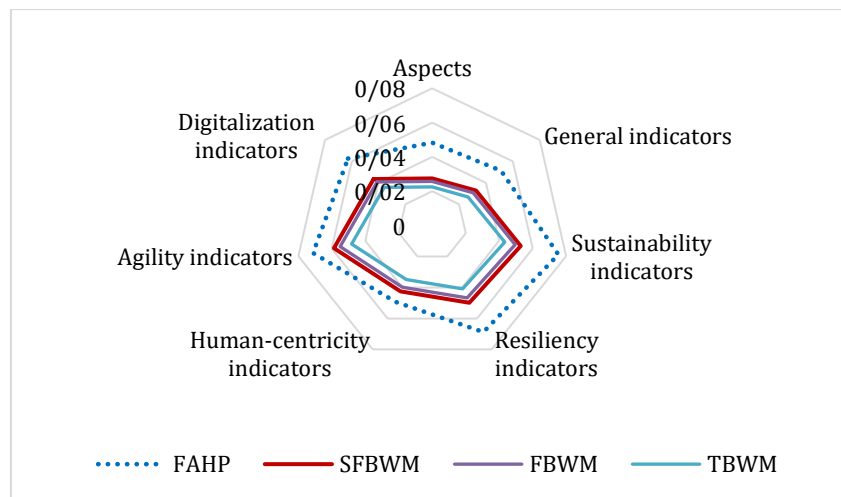 Aspects
0/08
0/06
0/04
0/02
0
General indicators
Sustainability
indicators
Resiliency
indicators
Human-centricity
indicators
Agility indicators
Digitalization
indicators
FAHP
SFBWM
FBWM
TBWM